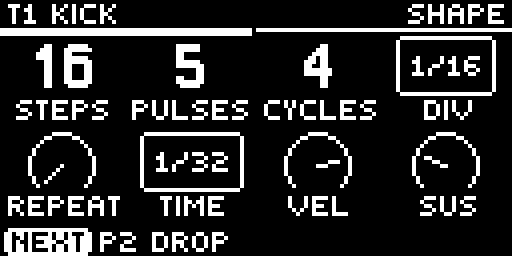 T1 KICK SHAPE
16 5 4 1/16
STEPS PULSES CYCLES DIV
1/32
REPEAT TIME VEL SUS
NEXT P2 DROP